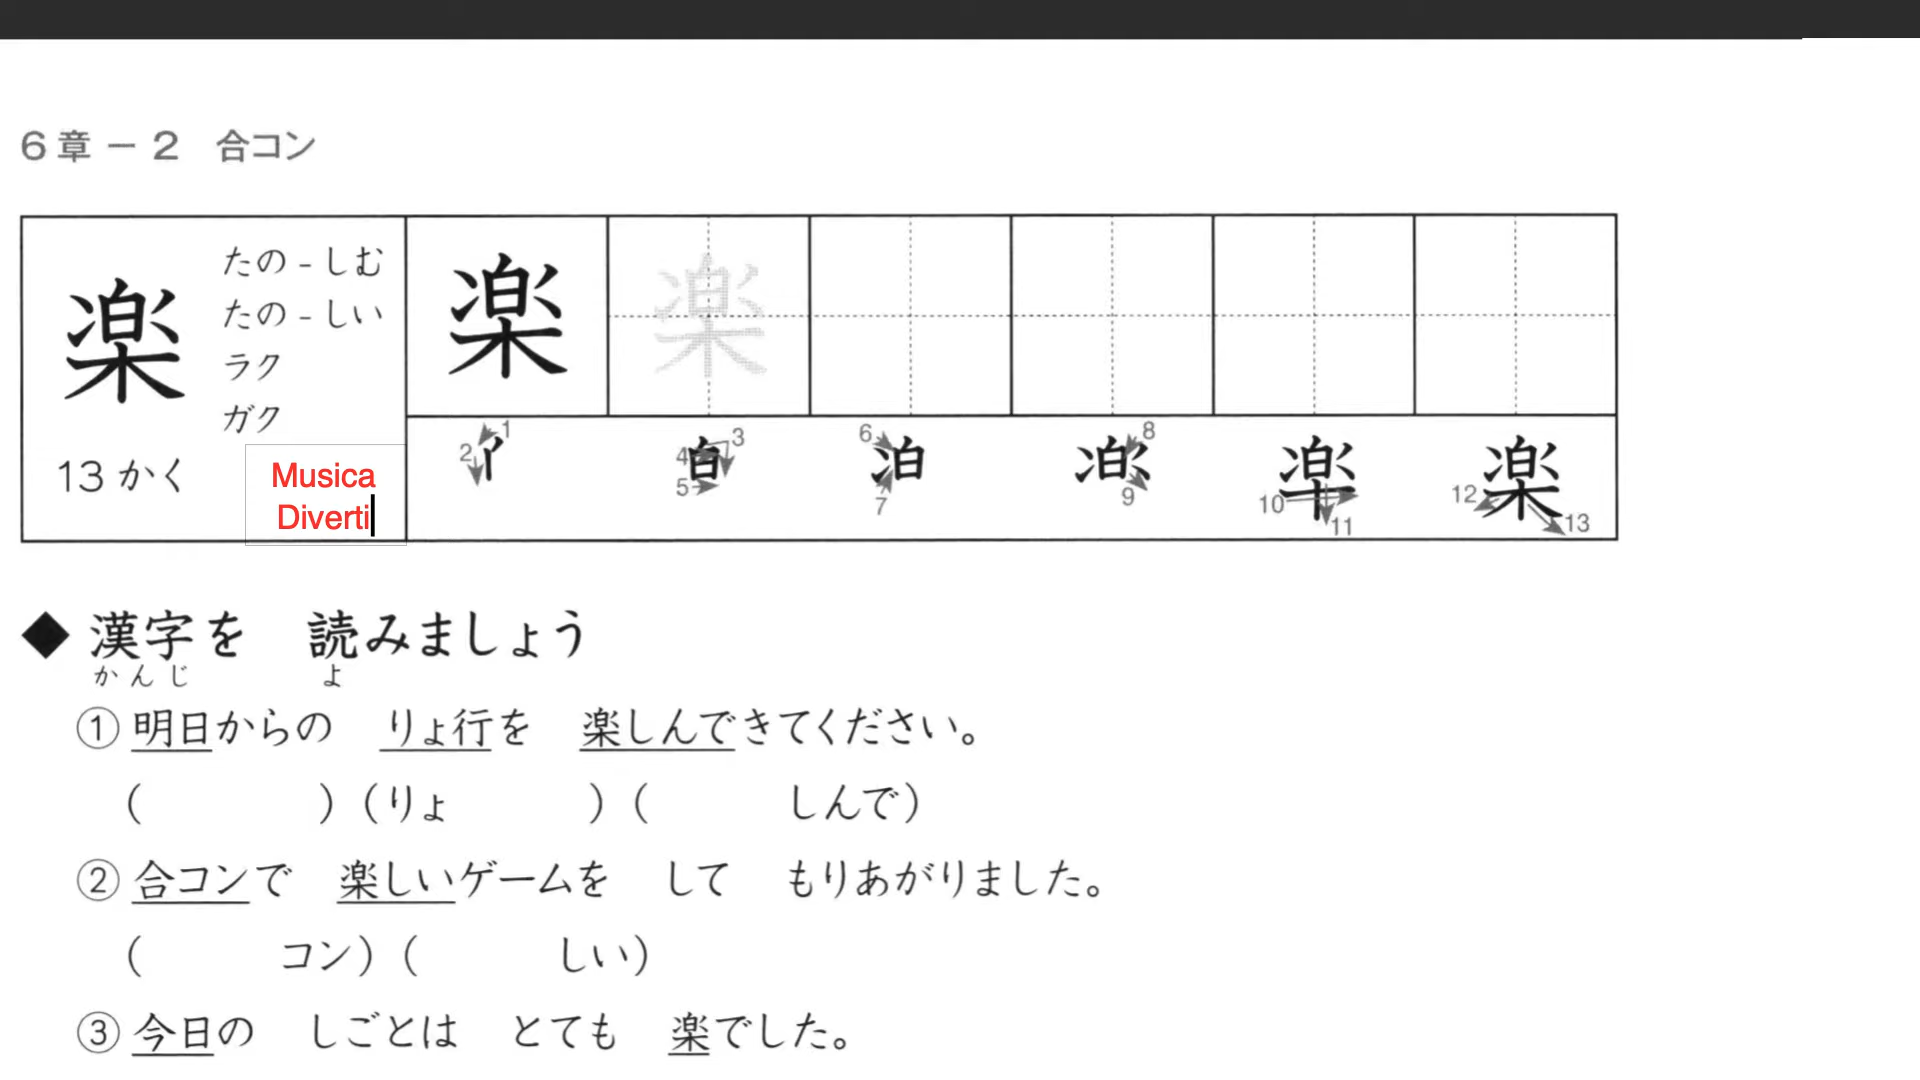 6章－2 合コン
楽
たの-しむ
たの-しい
ラク
ガク
13かく
Musica
Diverti
楽 楽
1 2 3 4 5 6 7 8 9 10 11 12 13
◆ 漢字を 読みましょう
かんじ よ
① 明日からの りょ行を 楽しんできてください。
( ) (りょ ) ( しんで)
② 合コンで 楽しいゲームを して もりあがりました。
( コン) ( しい)
③ 今日の しごとは とても 楽でした。